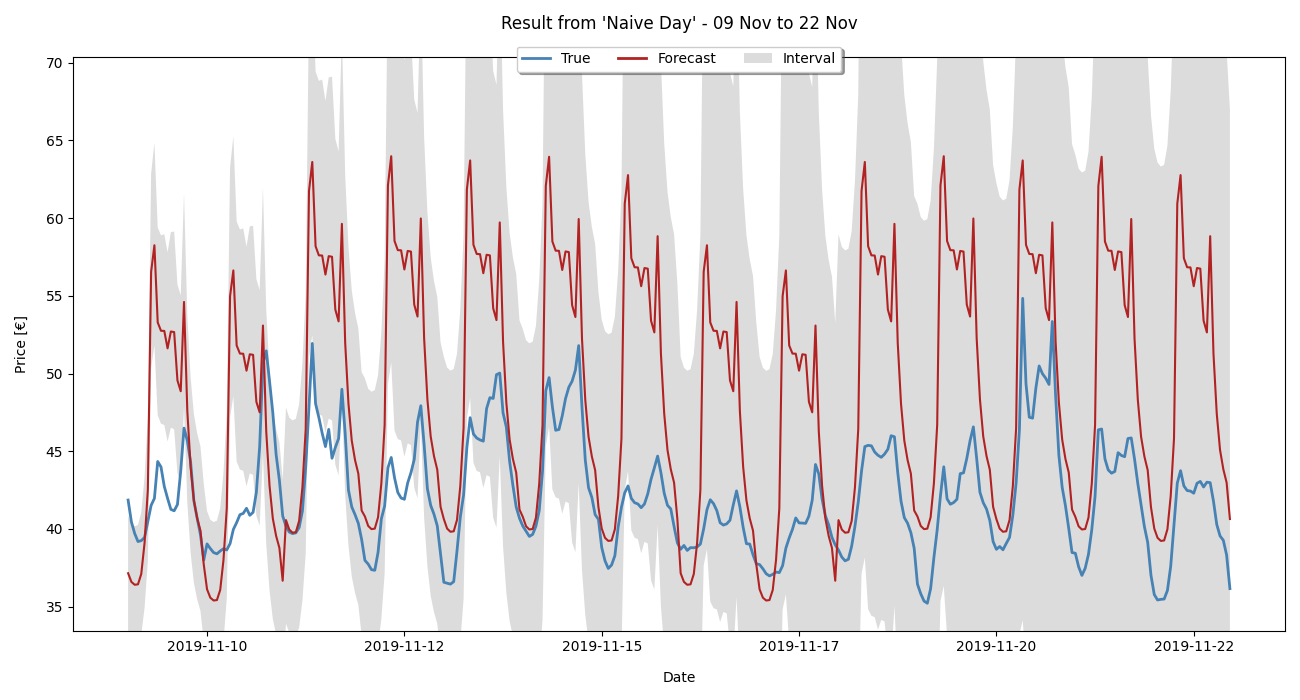 Result from 'Naive Day' - 09 Nov to 22 Nov
True Forecast Interval
70
65
60
55
50
45
40
35
Price [€]
2019-11-10 2019-11-12 2019-11-15 2019-11-17 2019-11-20 2019-11-22
Date